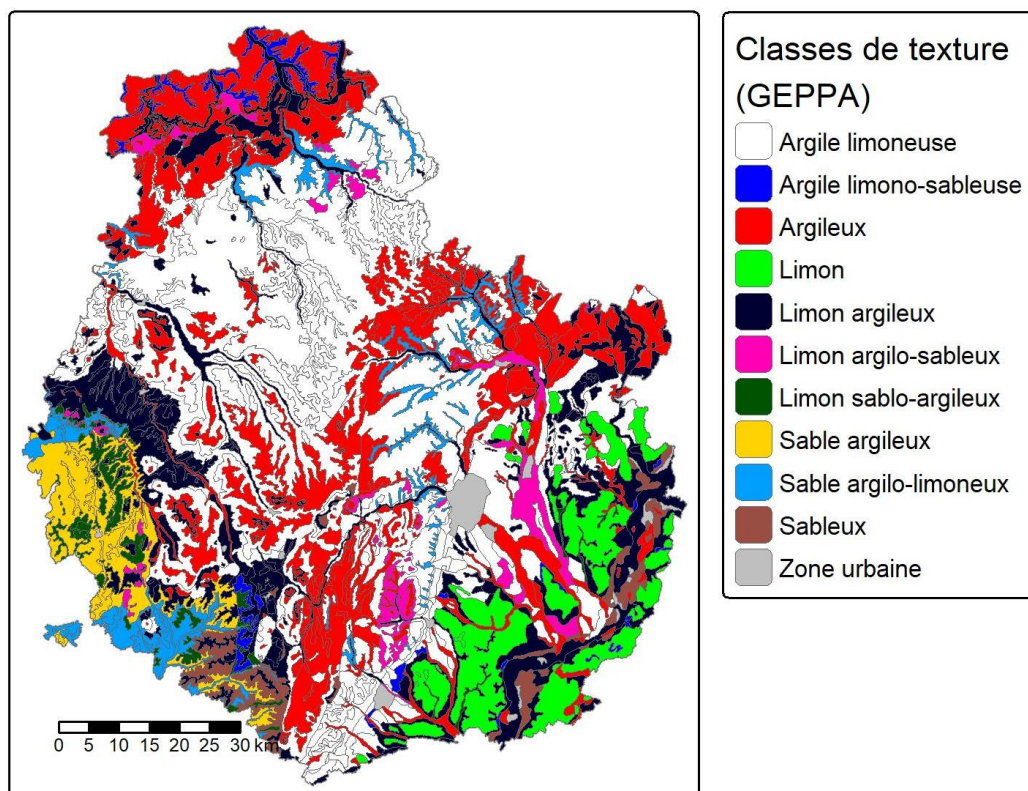 Classes de texture
(GEPPA)
Argile limoneuse
Argile limono-sableuse
Argileux
Limon
Limon argileux
Limon argilo-sableux
Limon sablo-argileux
Sable argileux
Sable argilo-limoneux
Sableux
Zone urbaine
0 5 10 15 20 25 30 km